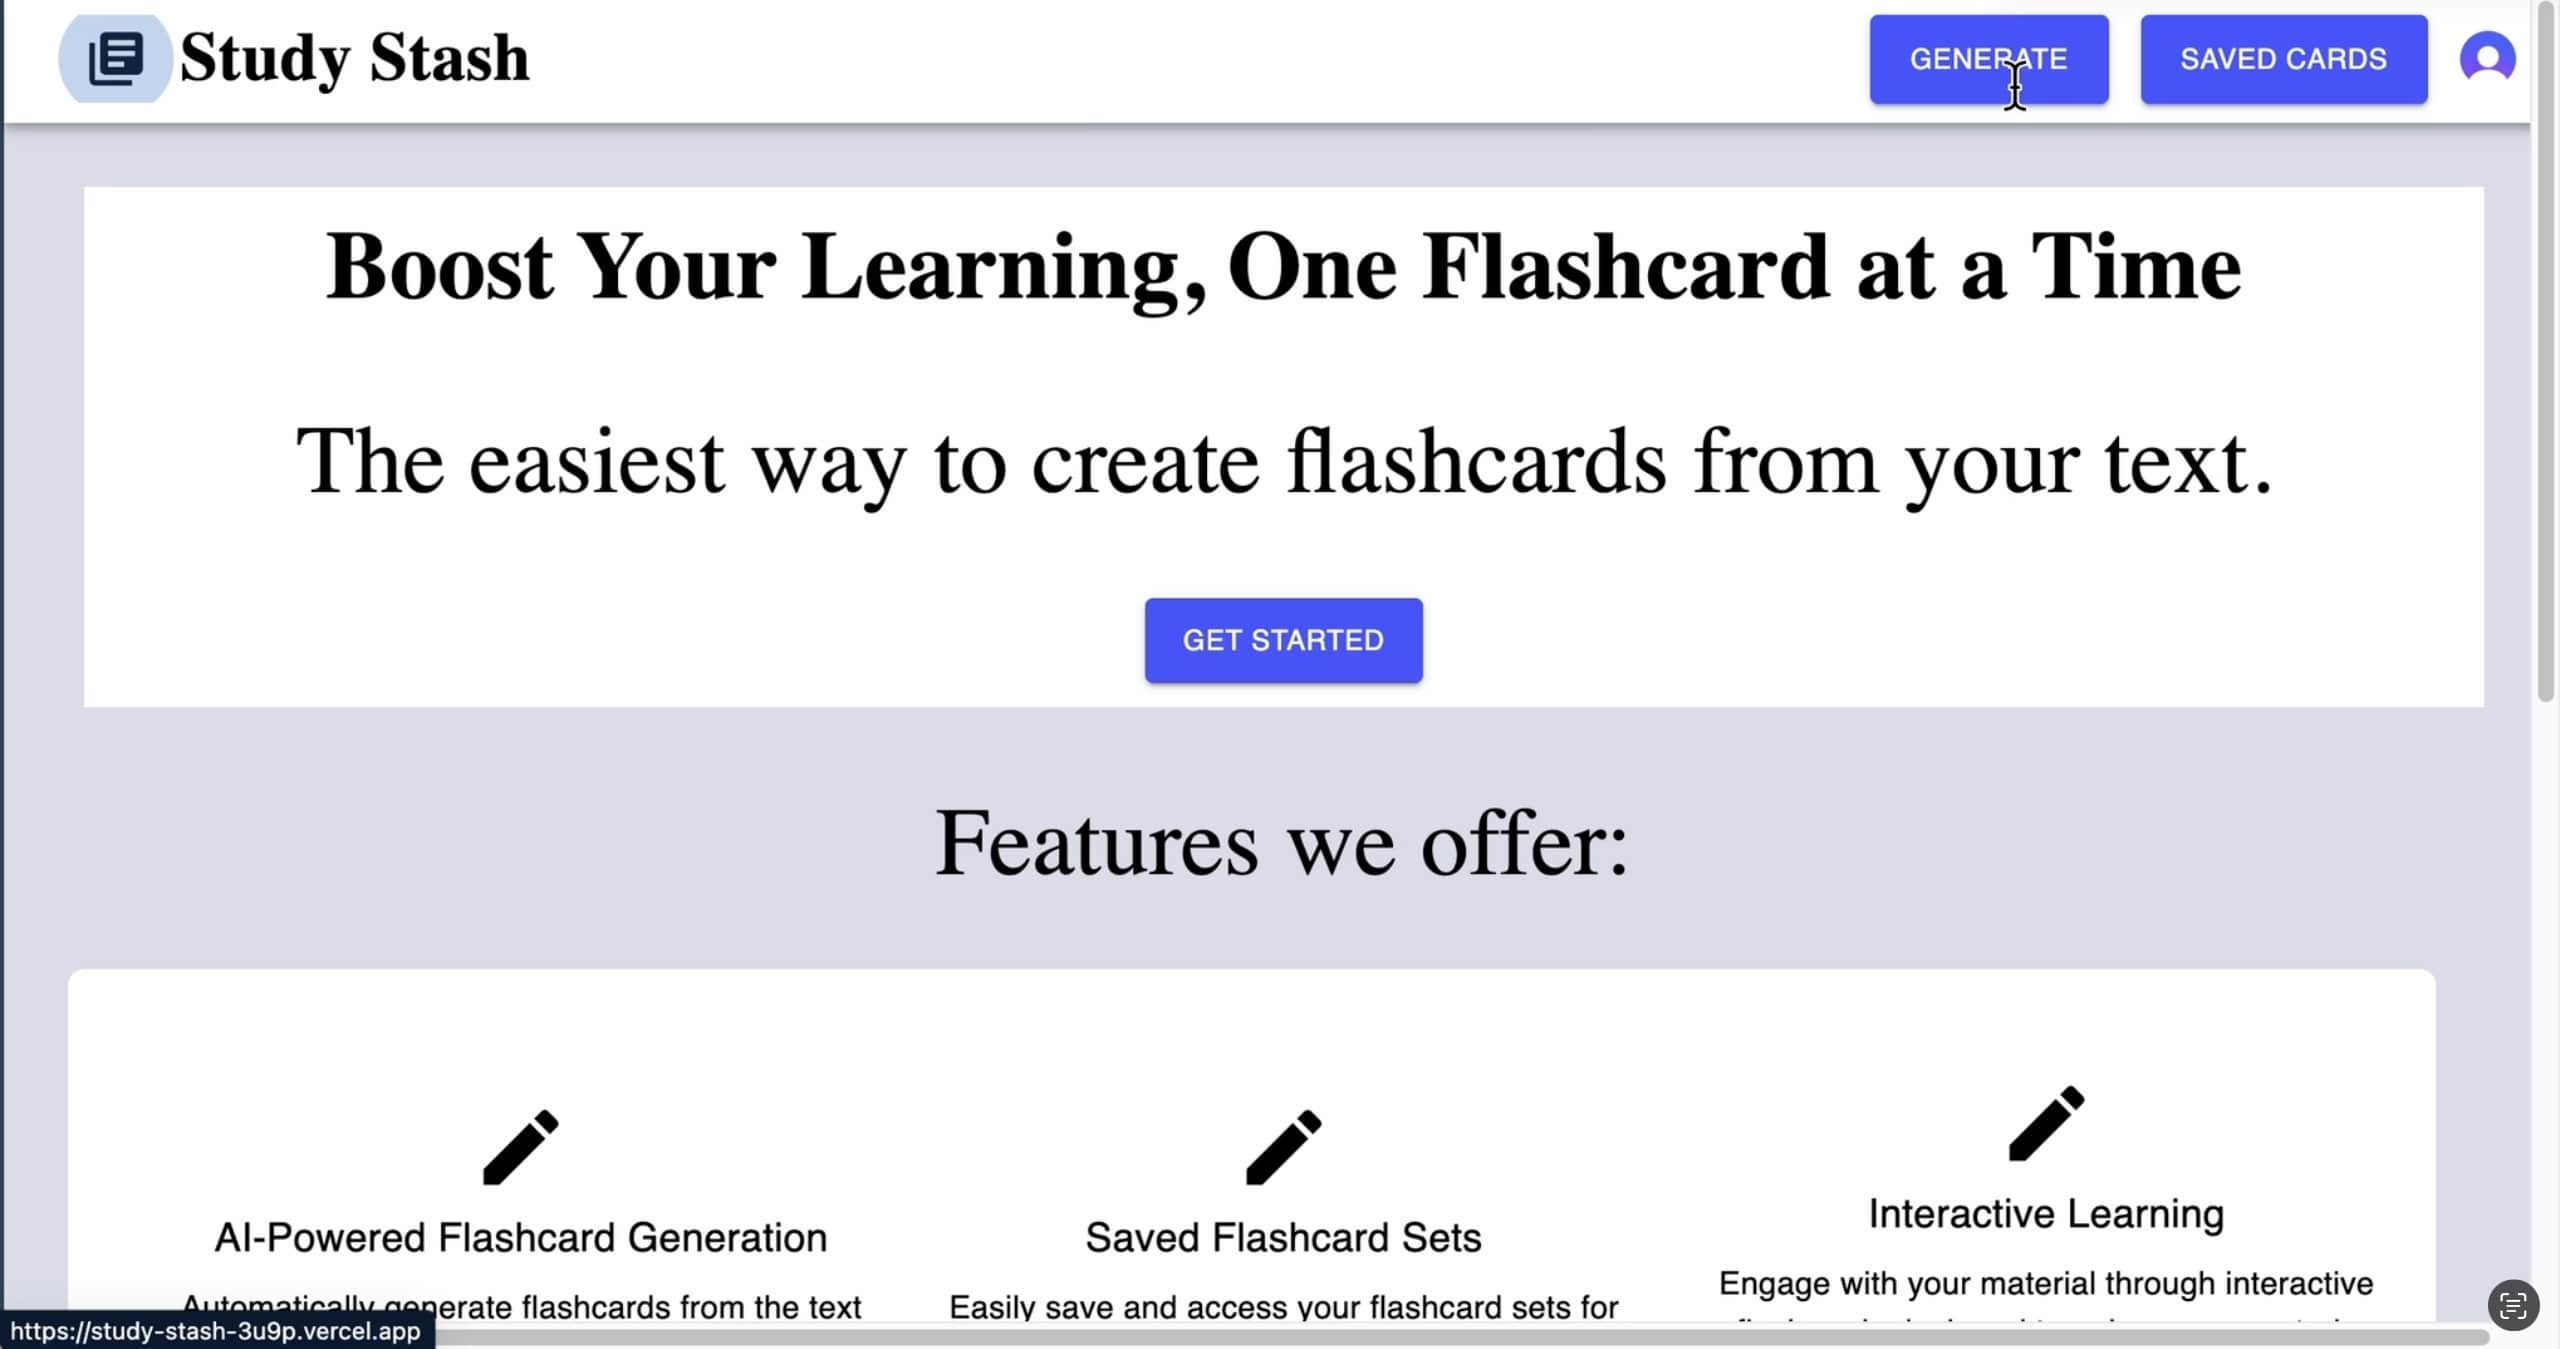 Study Stash
GENERATE
SAVED CARDS
Boost Your Learning, One Flashcard at a Time
The easiest way to create flashcards from your text.
GET STARTED
Features we offer:
AI-Powered Flashcard Generation
Automatically generate flashcards from the text
Saved Flashcard Sets
Easily save and access your flashcard sets for
Interactive Learning
Engage with your material through interactive
https://study-stash-3u9p.vercel.app